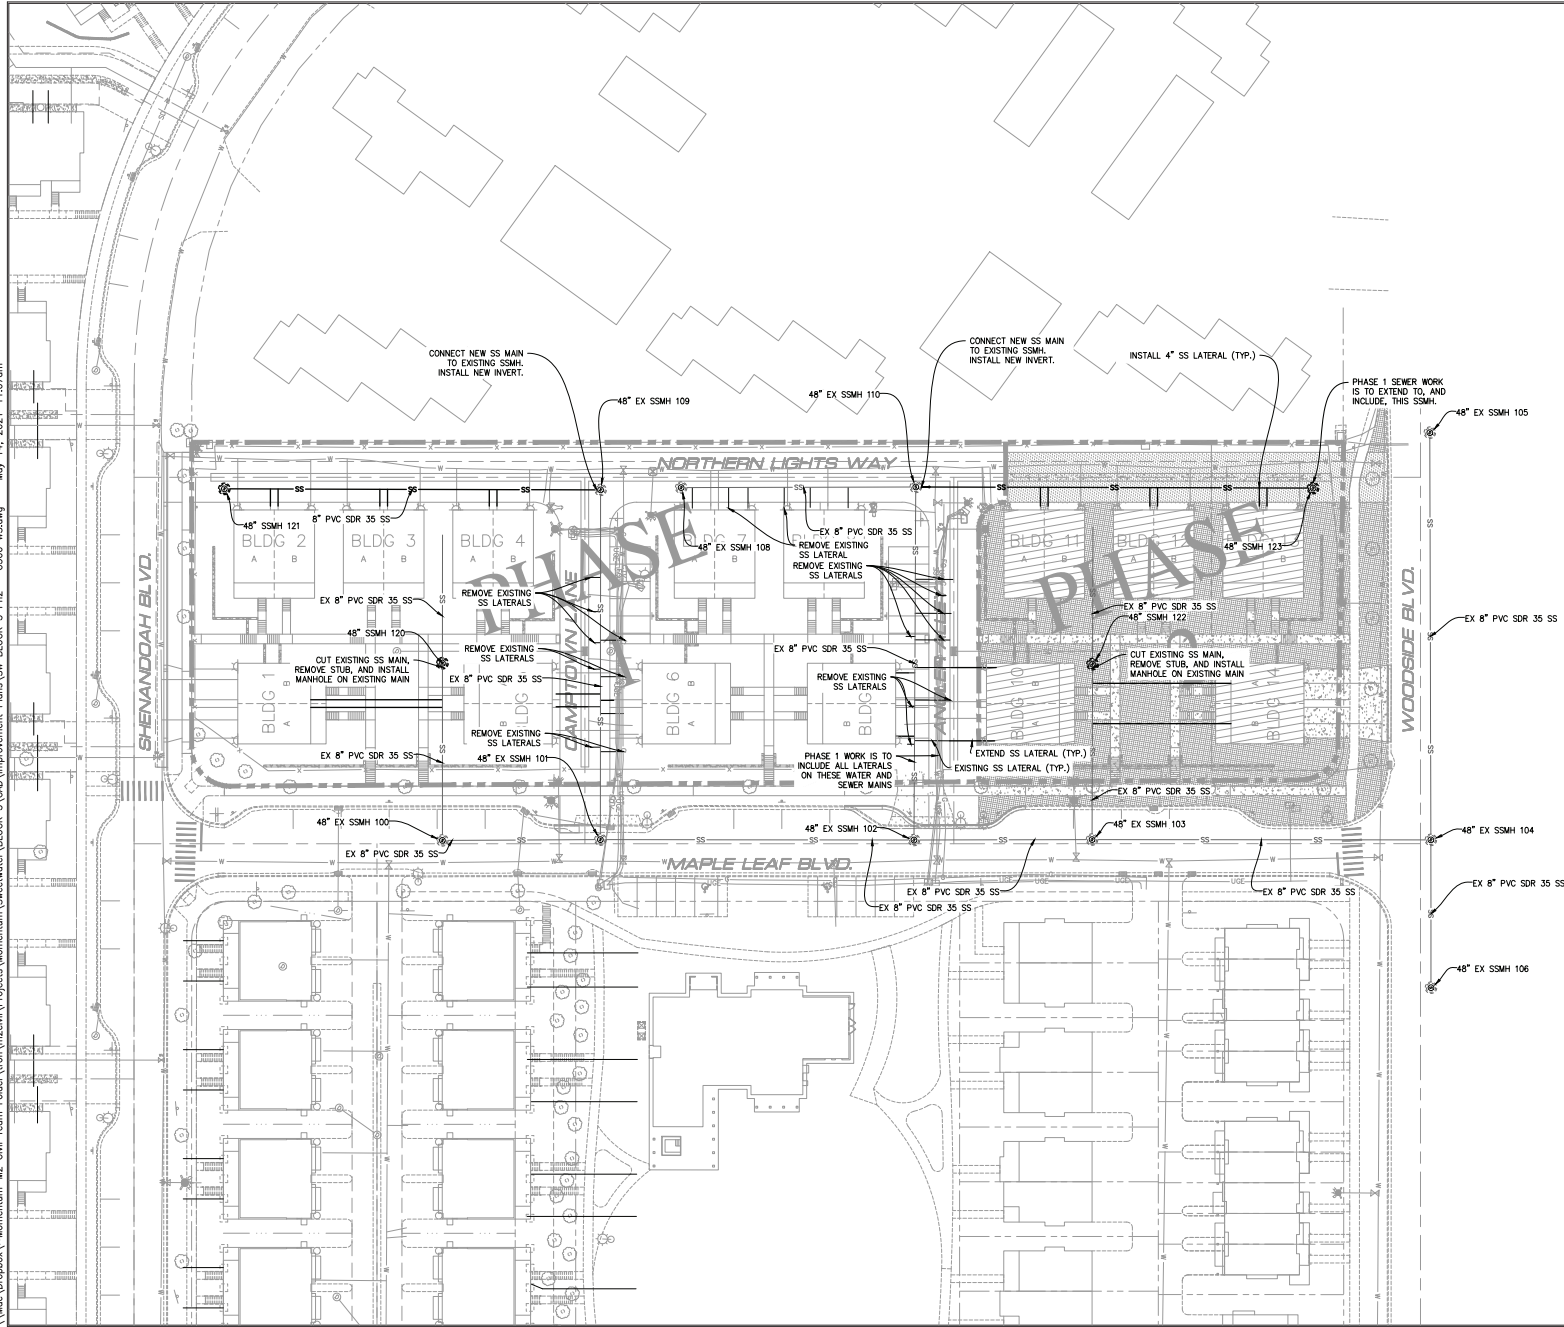 CONNECT NEW SS MAIN
TO EXISTING SSMH.
INSTALL NEW INVERT.
48" EX SSMH 109
48" EX SSMH 110
CONNECT NEW SS MAIN
TO EXISTING SSMH.
INSTALL NEW INVERT.
INSTALL 4" SS LATERAL (TYP.)
PHASE 1 SEWER WORK
IS TO EXTEND TO, AND
INCLUDE, THIS SSMH.
48" EX SSMH 105
NORTHERN LIGHTS WAY
48" SSMH 121
8" PVC SDR 35 SS
48" EX SSMH 108
EX 8" PVC SDR 35 SS
REMOVE EXISTING
SS LATERAL
REMOVE EXISTING
SS LATERALS
48" SSMH 123
BLDG 2
BLDG 3
BLDG 4
BLDG 7
BLDG 11
PHASE
PHASE
REMOVE EXISTING
SS LATERALS
EX 8" PVC SDR 35 SS
48" SSMH 120
CUT EXISTING SS MAIN,
REMOVE STUB, AND INSTALL
MANHOLE ON EXISTING MAIN
REMOVE EXISTING
SS LATERALS
EX 8" PVC SDR 35 SS
EX 8" PVC SDR 35 SS
REMOVE EXISTING
SS LATERALS
EX 8" PVC SDR 35 SS
48" SSMH 122
CUT EXISTING SS MAIN,
REMOVE STUB, AND INSTALL
MANHOLE ON EXISTING MAIN
EX 8" PVC SDR 35 SS
SHENANDOAH BLVD.
CAMPTOWN LANE
WOODSIDE BLVD.
BLDG 1
BLDG
BLDG 6
BLDG
BLDG 10
BLDG 14
REMOVE EXISTING
SS LATERALS
EX 8" PVC SDR 35 SS
48" EX SSMH 101
PHASE 1 WORK IS TO
INCLUDE ALL LATERALS
ON THESE WATER AND
SEWER MAINS
EXTEND SS LATERAL (TYP.)
EXISTING SS LATERAL (TYP.)
EX 8" PVC SDR 35 SS
48" EX SSMH 100
EX 8" PVC SDR 35 SS
48" EX SSMH 102
48" EX SSMH 103
48" EX SSMH 104
MAPLE LEAF BLVD.
EX 8" PVC SDR 35 SS
EX 8" PVC SDR 35 SS
EX 8" PVC SDR 35 SS
EX 8" PVC SDR 35 SS
48" EX SSMH 106